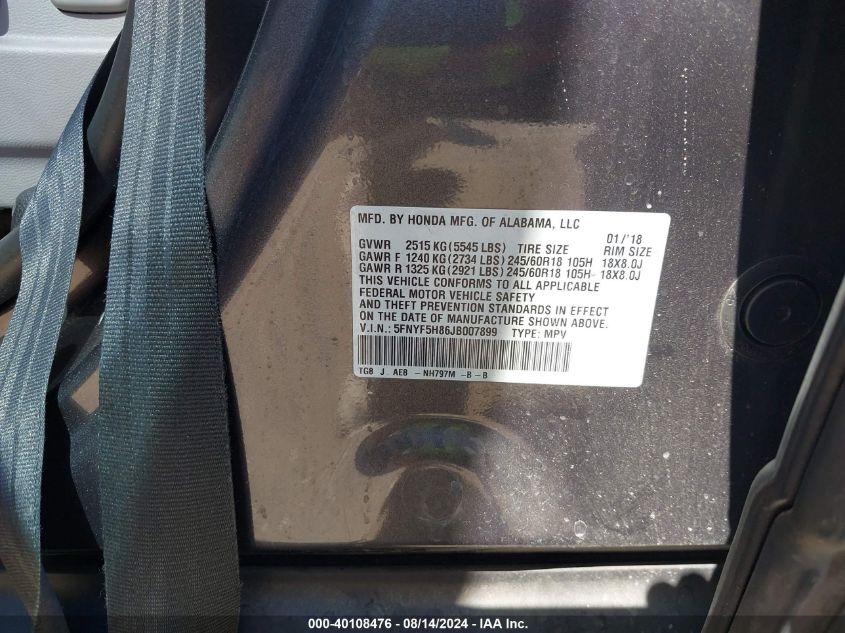 MFD. BY HONDA MFG. OF ALABAMA, LLC 01/'18
GVWR 2515 KG (5545 LBS) TIRE SIZE RIM SIZE
GAWR F 1240 KG (2734 LBS) 245/60R18 105H 18X8.0J
GAWR R 1325 KG (2921 LBS) 245/60R18 105H 18X8.0J
THIS VEHICLE CONFORMS TO ALL APPLICABLE
FEDERAL MOTOR VEHICLE SAFETY
AND THEFT PREVENTION STANDARDS IN EFFECT
ON THE DATE OF MANUFACTURE SHOWN ABOVE.
V.I.N.: 5FNYF5H86JB007899 TYPE: MPV
TG8 J AE8 - NH797M -B-B
000-40108476 - 08/14/2024 - IAA Inc.